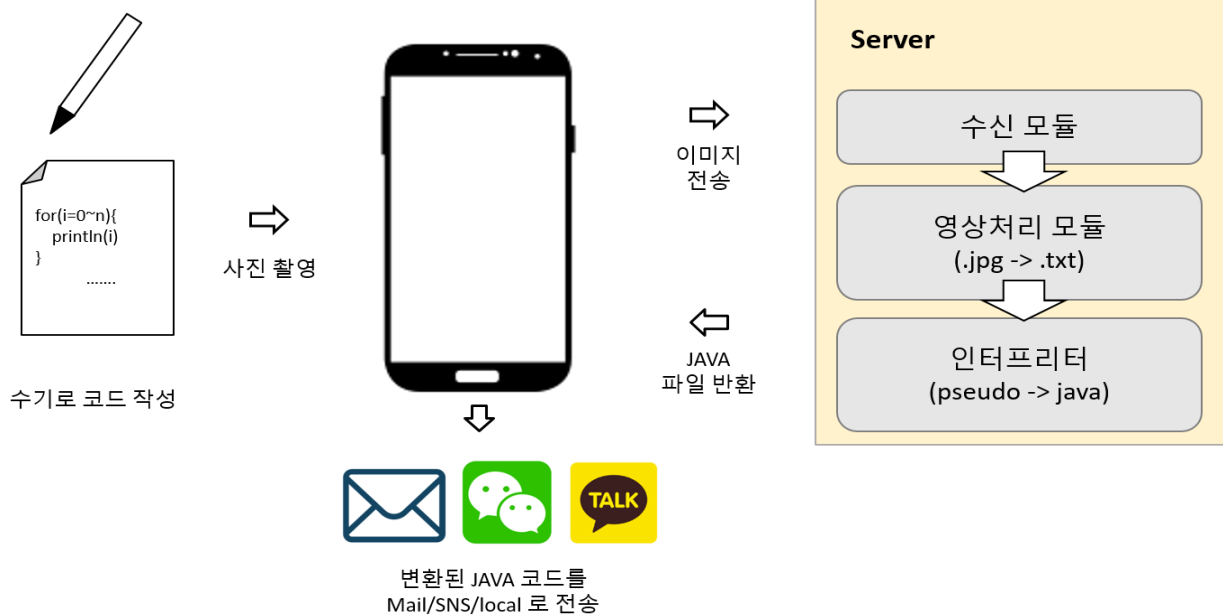 for(i=0~n){
println(i)
}
.......
수기로 코드 작성
사진 촬영
이미지
전송
JAVA
파일 반환
TALK
변환된 JAVA 코드를
Mail/SNS/local 로 전송
Server
수신 모듈
영상처리 모듈
(.jpg -> .txt)
인터프리터
(pseudo -> java)